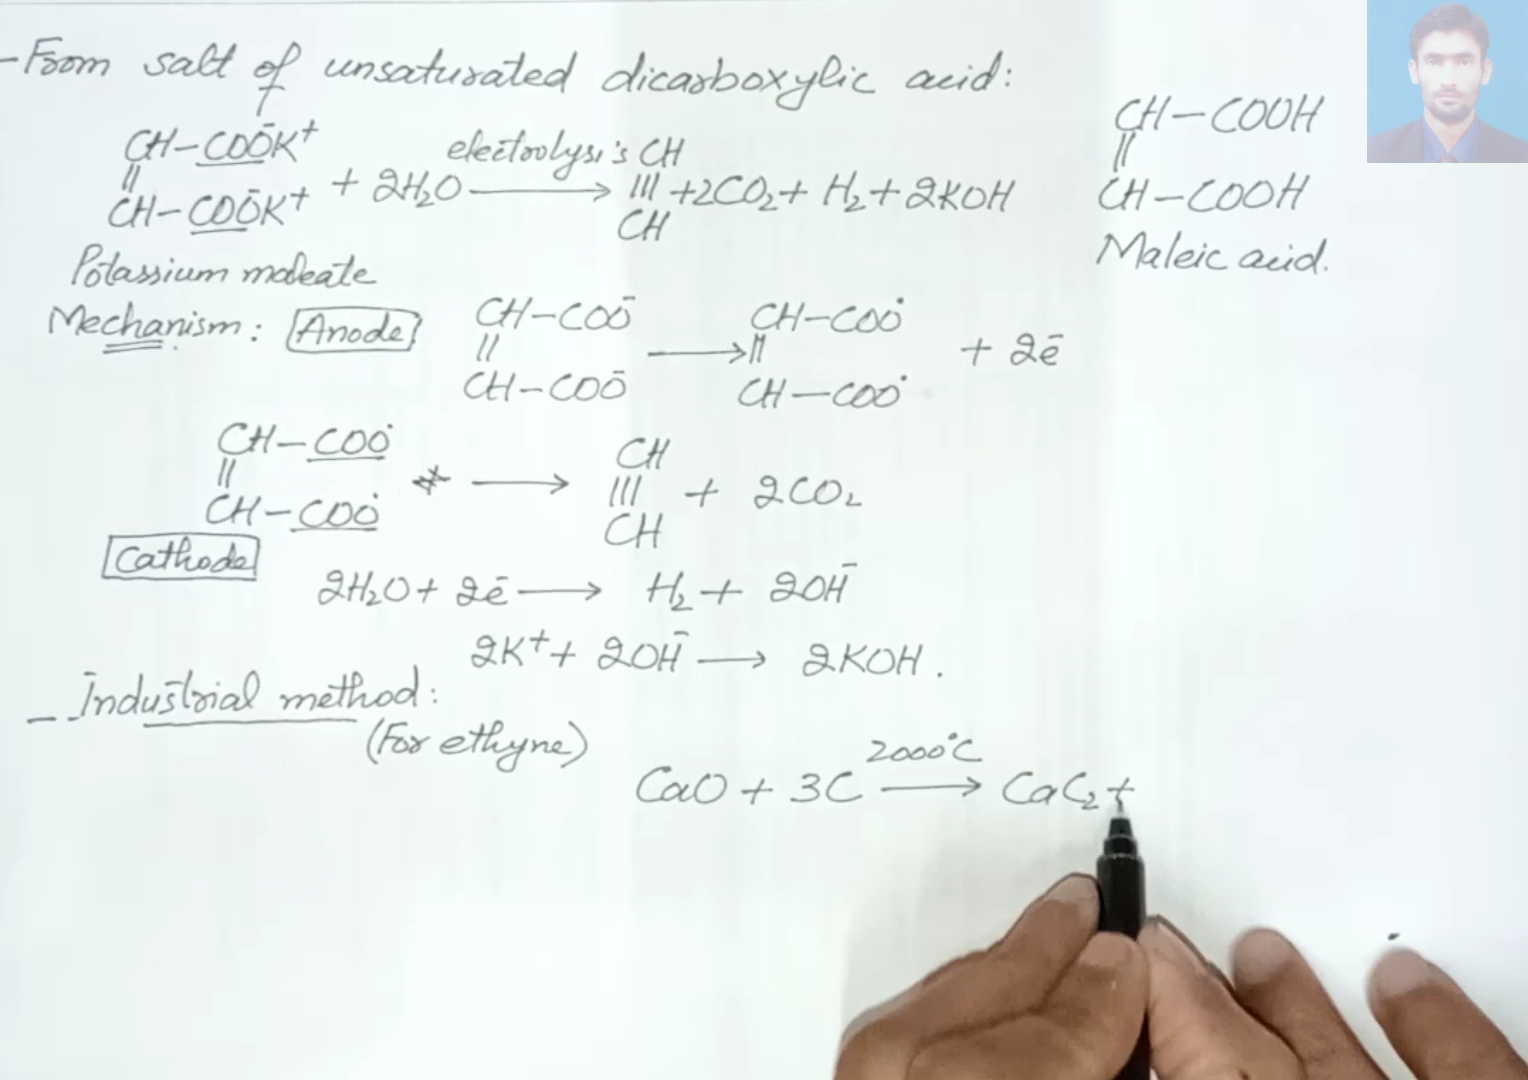 - From salt of unsaturated dicarboxylic acid:
CH-COO⁻K⁺
||
CH-COO⁻K⁺ + 2H₂O ⟶ (electrolysis) CH ||| CH + 2CO₂ + H₂ + 2KOH
Potassium maleate
CH-COOH
||
CH-COOH
Maleic acid.
Mechanism: Anode
CH-COO⁻
||
CH-COO⁻
⟶
CH-COO•
||
CH-COO•
+ 2e⁻
CH-COO•
||
CH-COO•
⟶
CH
|||
CH
+ 2CO₂
Cathode
2H₂O + 2e⁻ ⟶ H₂ + 2OH⁻
2K⁺ + 2OH⁻ ⟶ 2KOH.
- Industrial method:
(For ethyne)
2000°C
CaO + 3C ⟶ CaC₂ +